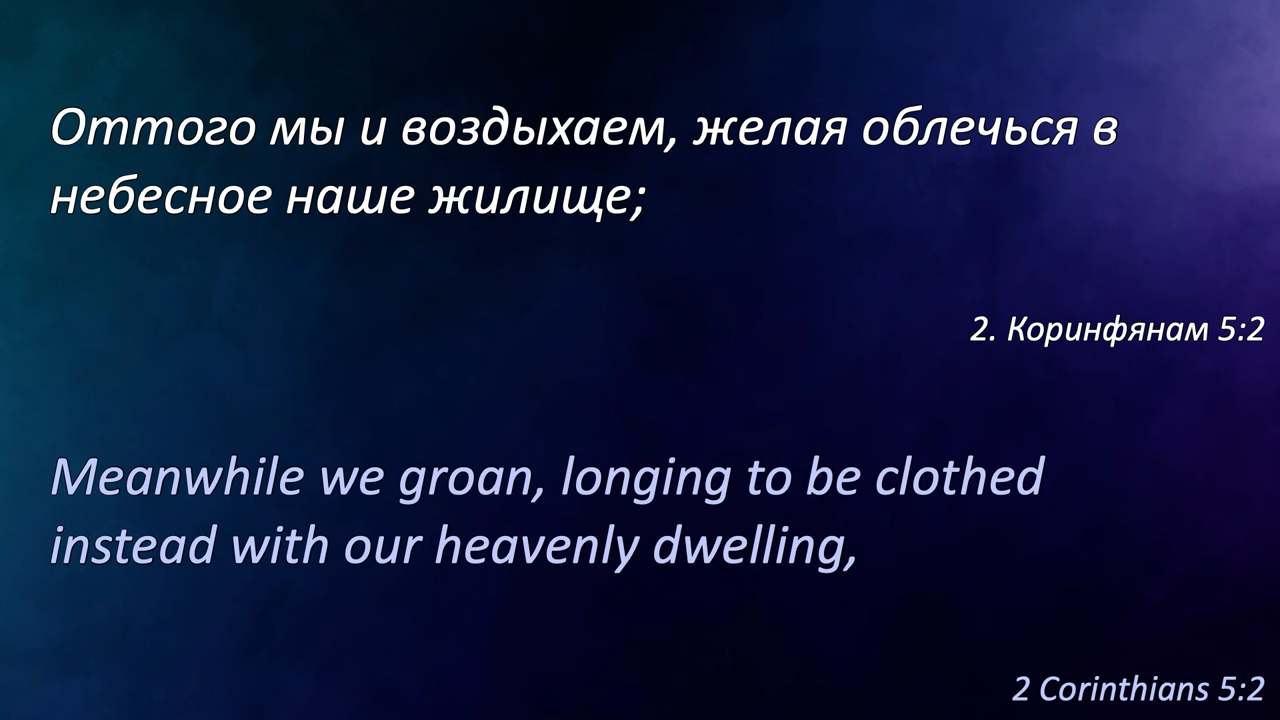 Оттого мы и воздыхаем, желая облечься в
небесное наше жилище;
2. Коринфянам 5:2
Meanwhile we groan, longing to be clothed
instead with our heavenly dwelling,
2 Corinthians 5:2